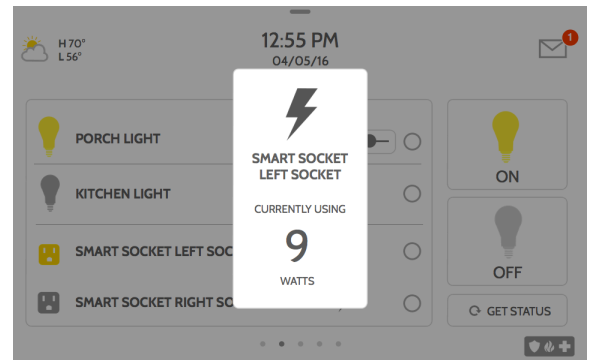 H 70°
L 56°
12:55 PM
04/05/16
1
PORCH LIGHT
KITCHEN LIGHT
SMART SOCKET LEFT SOC
SMART SOCKET RIGHT SO
SMART SOCKET
LEFT SOCKET
CURRENTLY USING
9
WATTS
ON
OFF
GET STATUS